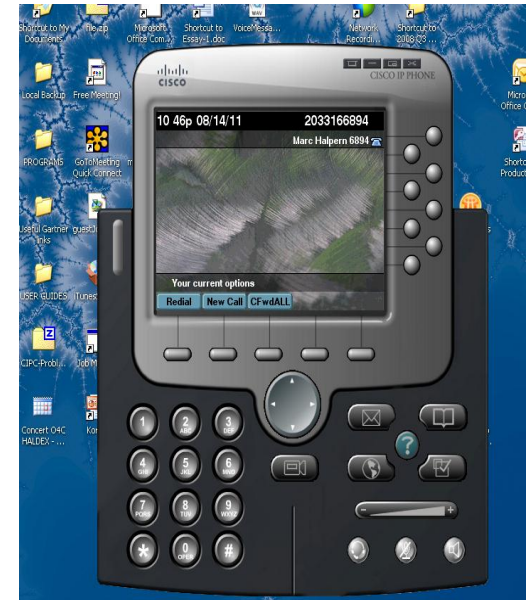 Shortcut to My Documents
file.zip
Microsoft Office Com...
Shortcut to Essay-1.doc
VoiceMessa...
Network Recordi...
Shortcut to 2008 Q3 ...
Local Backup
Free Meeting!
PROGRAMS
GoToMeeting Quick Connect
Useful Gartner links
USER GUIDES
iTunes
CIPC-Probl...
Job M
Concert O4C HALDEX - ...
Kor
Micro
Office
Shortc
Product
CISCO
CISCO IP PHONE
10 46p 08/14/11 2033166894
Marc Halpern 6894
Your current options
Redial New Call CFwdALL
1 2 ABC 3 DEF
4 GHI 5 JKL 6 MNO
7 PQRS 8 TUV 9 WXYZ
* 0 OPER #
?
- +